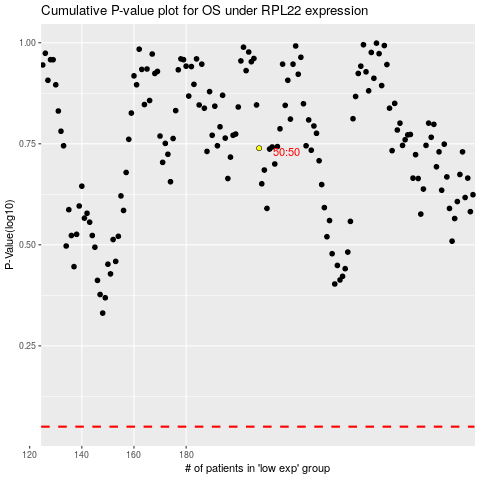 Cumulative P-value plot for OS under RPL22 expression
P-Value(log10)
1.00
0.75
0.50
0.25
50:50
120 140 160 180
# of patients in 'low exp' group